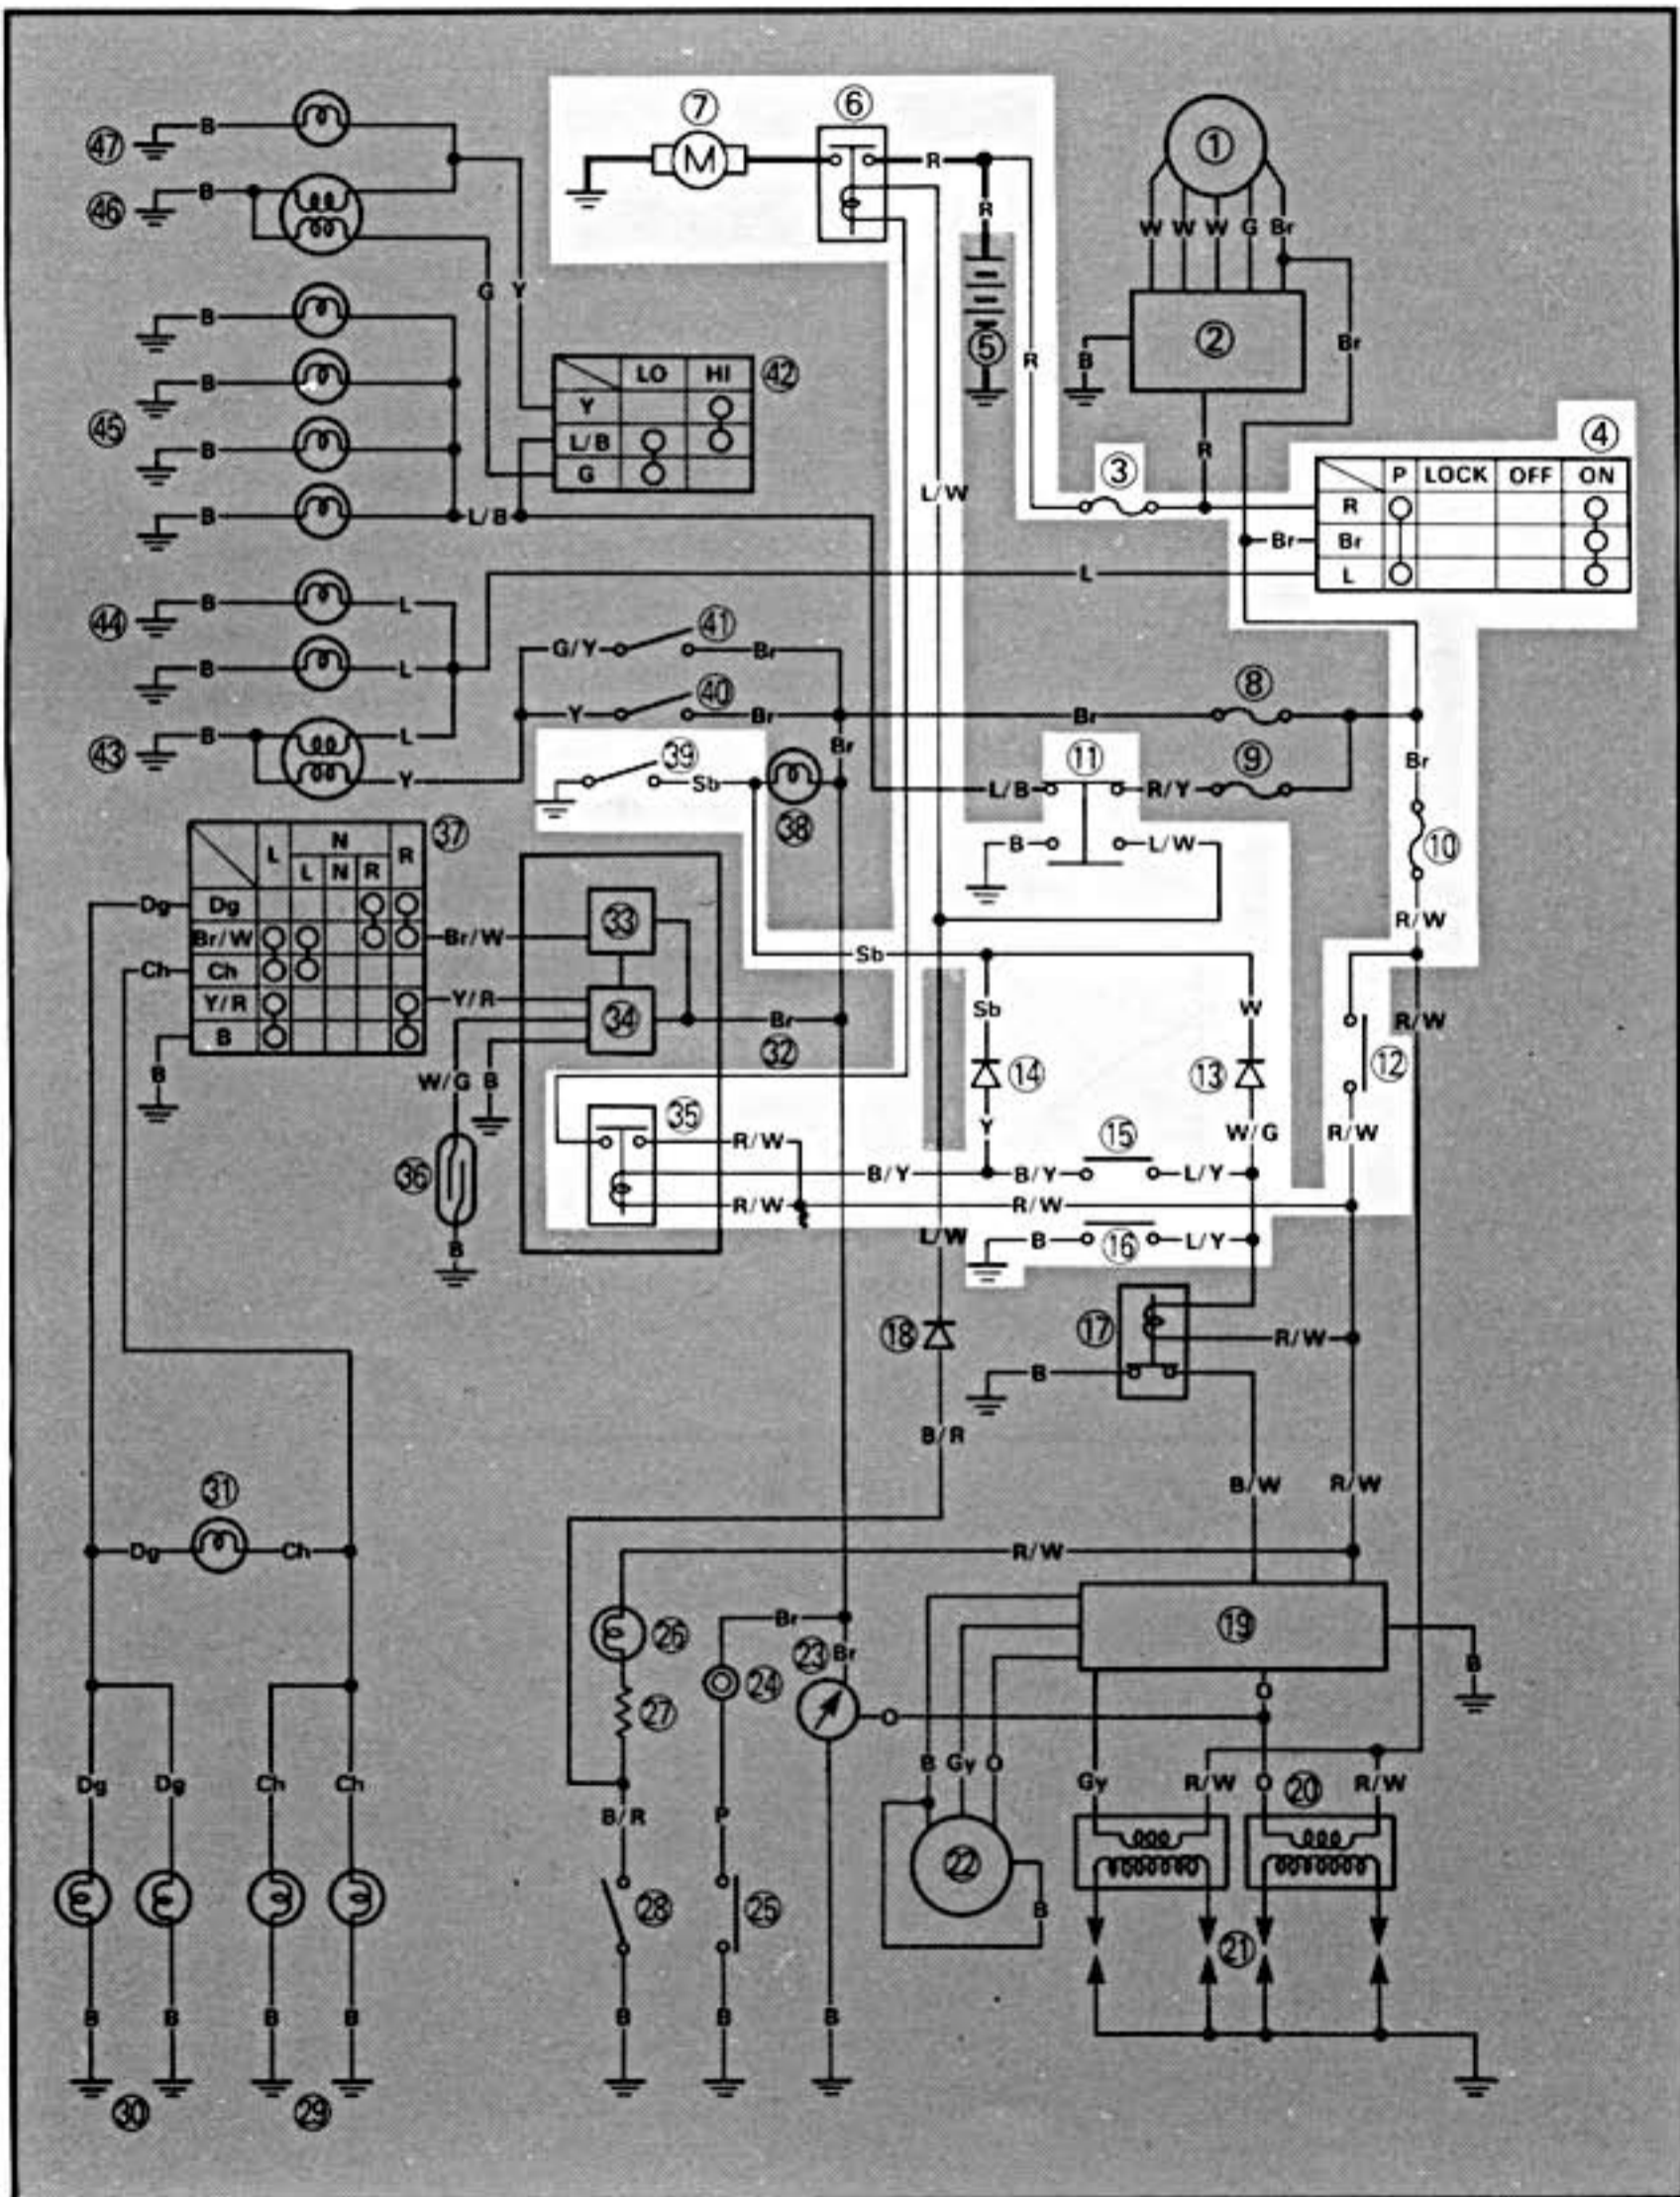 ⑦ ⑥ ①
㊼ B
M R
㊻ B R W W W G Br
B G Y ② Br
⑤ R B
B LO HI ㊷
Y
㊺ L/B
G
B R ④
③ P LOCK OFF ON
L/W R
B L/B Br Br
L L
㊹ B L ㊶
G/Y Br
B L ㊵ ⑧
Y Br Br
㊸ B L Br
Y ㊴ ⑪ ⑨ Br
Sb L/B R/Y
㊳
㊲ N B L/W ⑩
L L N R R
Dg Dg R/W
Br/W Br/W ㉝
Ch Ch Sb
Y/R Y/R ㉞ Sb W R/W
B Br
㉜
B W/G B ⑭ ⑬ ⑫
㉟ Y W/G R/W
R/W ⑮
㊱ B/Y B/Y L/Y
R/W R/W
B L/W B ⑯ L/Y
⑱ ⑰ R/W
B
B/R
B/W R/W
㉛
Dg Ch R/W
㉖ Br ㉓ Br ⑲
㉔ B
㉗ O O
Dg Dg Ch Ch B Gy O Gy R/W O ⑳ R/W
B/R P
㉒
㉘ ㉕ B
㉑
B B B B B B B
㉚ ㉙